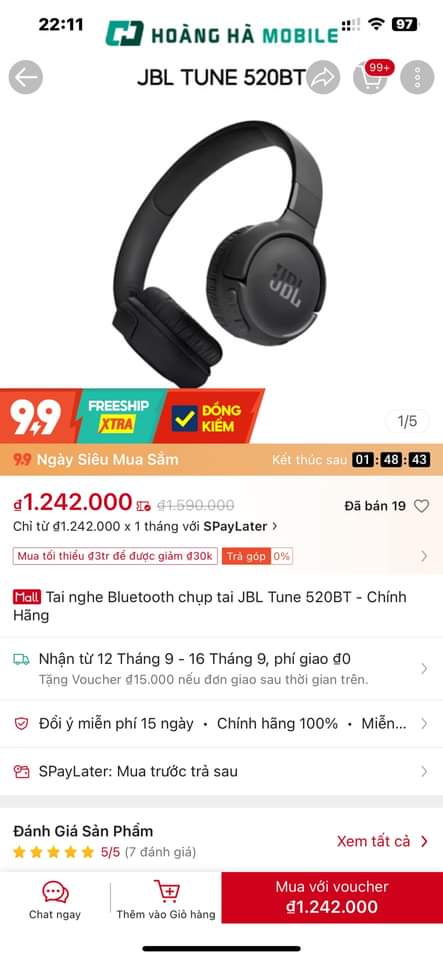 22:11
97
HOÀNG HÀ MOBILE
JBL TUNE 520BT
99+
JBL
9.9
FREESHIP
XTRA
ĐỒNG
KIỂM
1/5
9.9 Ngày Siêu Mua Sắm
Kết thúc sau 01:48:43
₫1.242.000 ₫1.590.000
Đã bán 19
Chỉ từ ₫1.242.000 x 1 tháng với SPayLater >
Mua tối thiểu ₫3tr để được giảm ₫30k Trả góp 0%
Mall Tai nghe Bluetooth chụp tai JBL Tune 520BT - Chính
Hãng
Nhận từ 12 Tháng 9 - 16 Tháng 9, phí giao ₫0
Tặng Voucher ₫15.000 nếu đơn giao sau thời gian trên.
Đổi ý miễn phí 15 ngày • Chính hãng 100% • Miễn...
SPayLater: Mua trước trả sau
Đánh Giá Sản Phẩm
5/5 (7 đánh giá)
Xem tất cả >
Chat ngay
Thêm vào Giỏ hàng
Mua với voucher
₫1.242.000